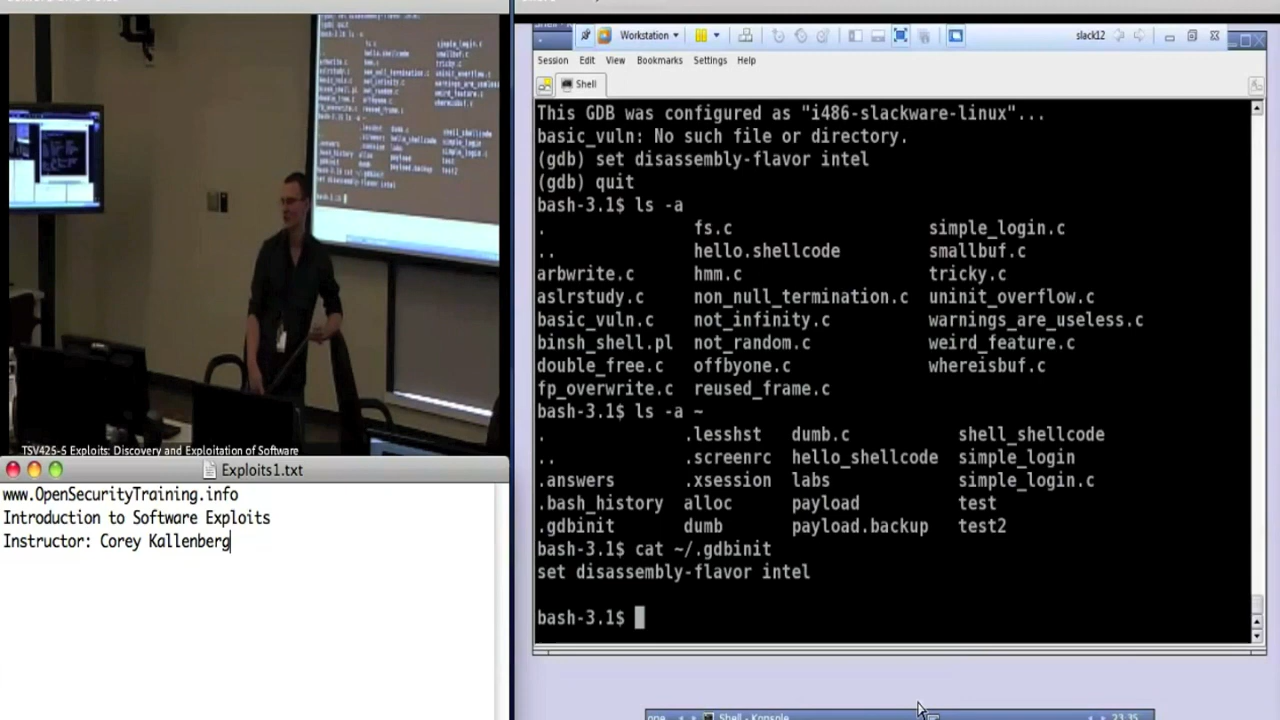 Workstation
slack12
Session Edit View Bookmarks Settings Help
Shell
This GDB was configured as "i486-slackware-linux"...
basic_vuln: No such file or directory.
(gdb) set disassembly-flavor intel
(gdb) quit
bash-3.1$ ls -a
. fs.c simple_login.c
.. hello.shellcode smallbuf.c
arbwrite.c hmm.c tricky.c
aslrstudy.c non_null_termination.c uninit_overflow.c
basic_vuln.c not_infinity.c warnings_are_useless.c
binsh_shell.pl not_random.c weird_feature.c
double_free.c offbyone.c whereisbuf.c
fp_overwrite.c reused_frame.c
bash-3.1$ ls -a ~
. .lesshst dumb.c shell_shellcode
.. .screenrc hello_shellcode simple_login
.answers .xsession labs simple_login.c
.bash_history alloc payload test
.gdbinit dumb payload.backup test2
bash-3.1$ cat ~/.gdbinit
set disassembly-flavor intel
bash-3.1$
Shell - Konsole
23:35
TSV425-5 Exploits: Discovery and Exploitation of Software
Exploits1.txt
www.OpenSecurityTraining.info
Introduction to Software Exploits
Instructor: Corey Kallenberg